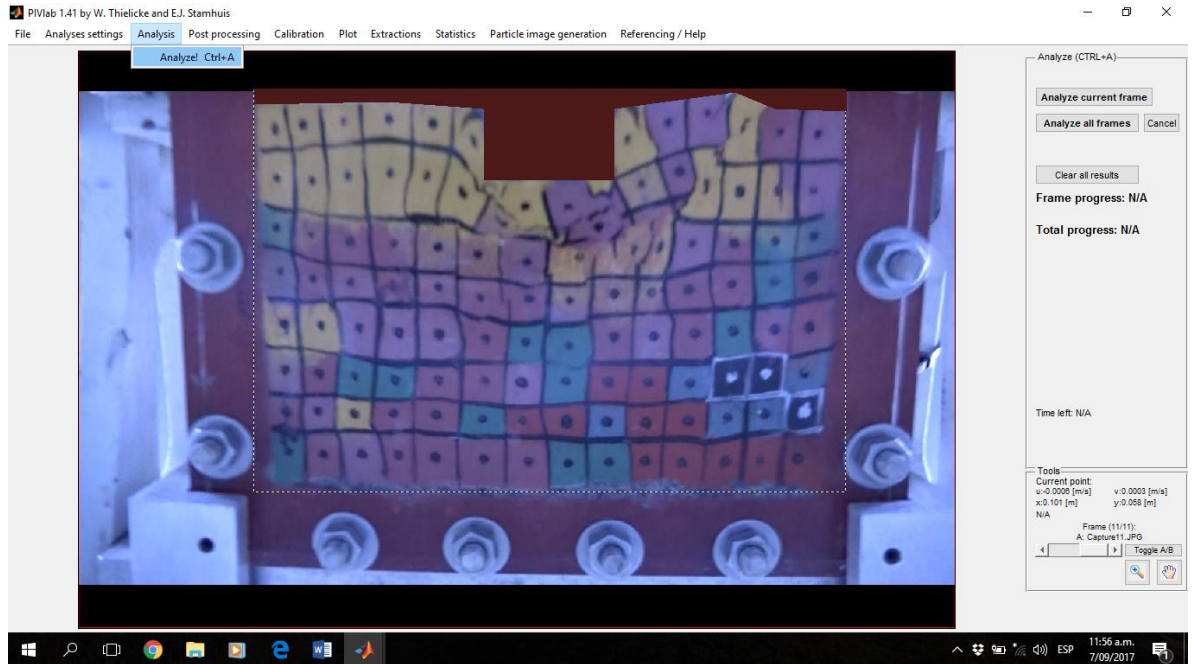 PIVlab 1.41 by W. Thielicke and E.J. Stamhuis
File Analyses settings Analysis Post processing Calibration Plot Extractions Statistics Particle image generation Referencing / Help
Analyze! Ctrl+A
Analyze (CTRL+A)
Analyze current frame
Analyze all frames Cancel
Clear all results
Frame progress: N/A
Total progress: N/A
Time left: N/A
Tools
Current point:
u:-0.0006 [m/s] v:0.0003 [m/s]
x:0.101 [m] y:0.058 [m]
N/A
Frame (11/11):
A: Capture11.JPG
Toggle A/B
ESP
11:56 a.m.
7/09/2017
1